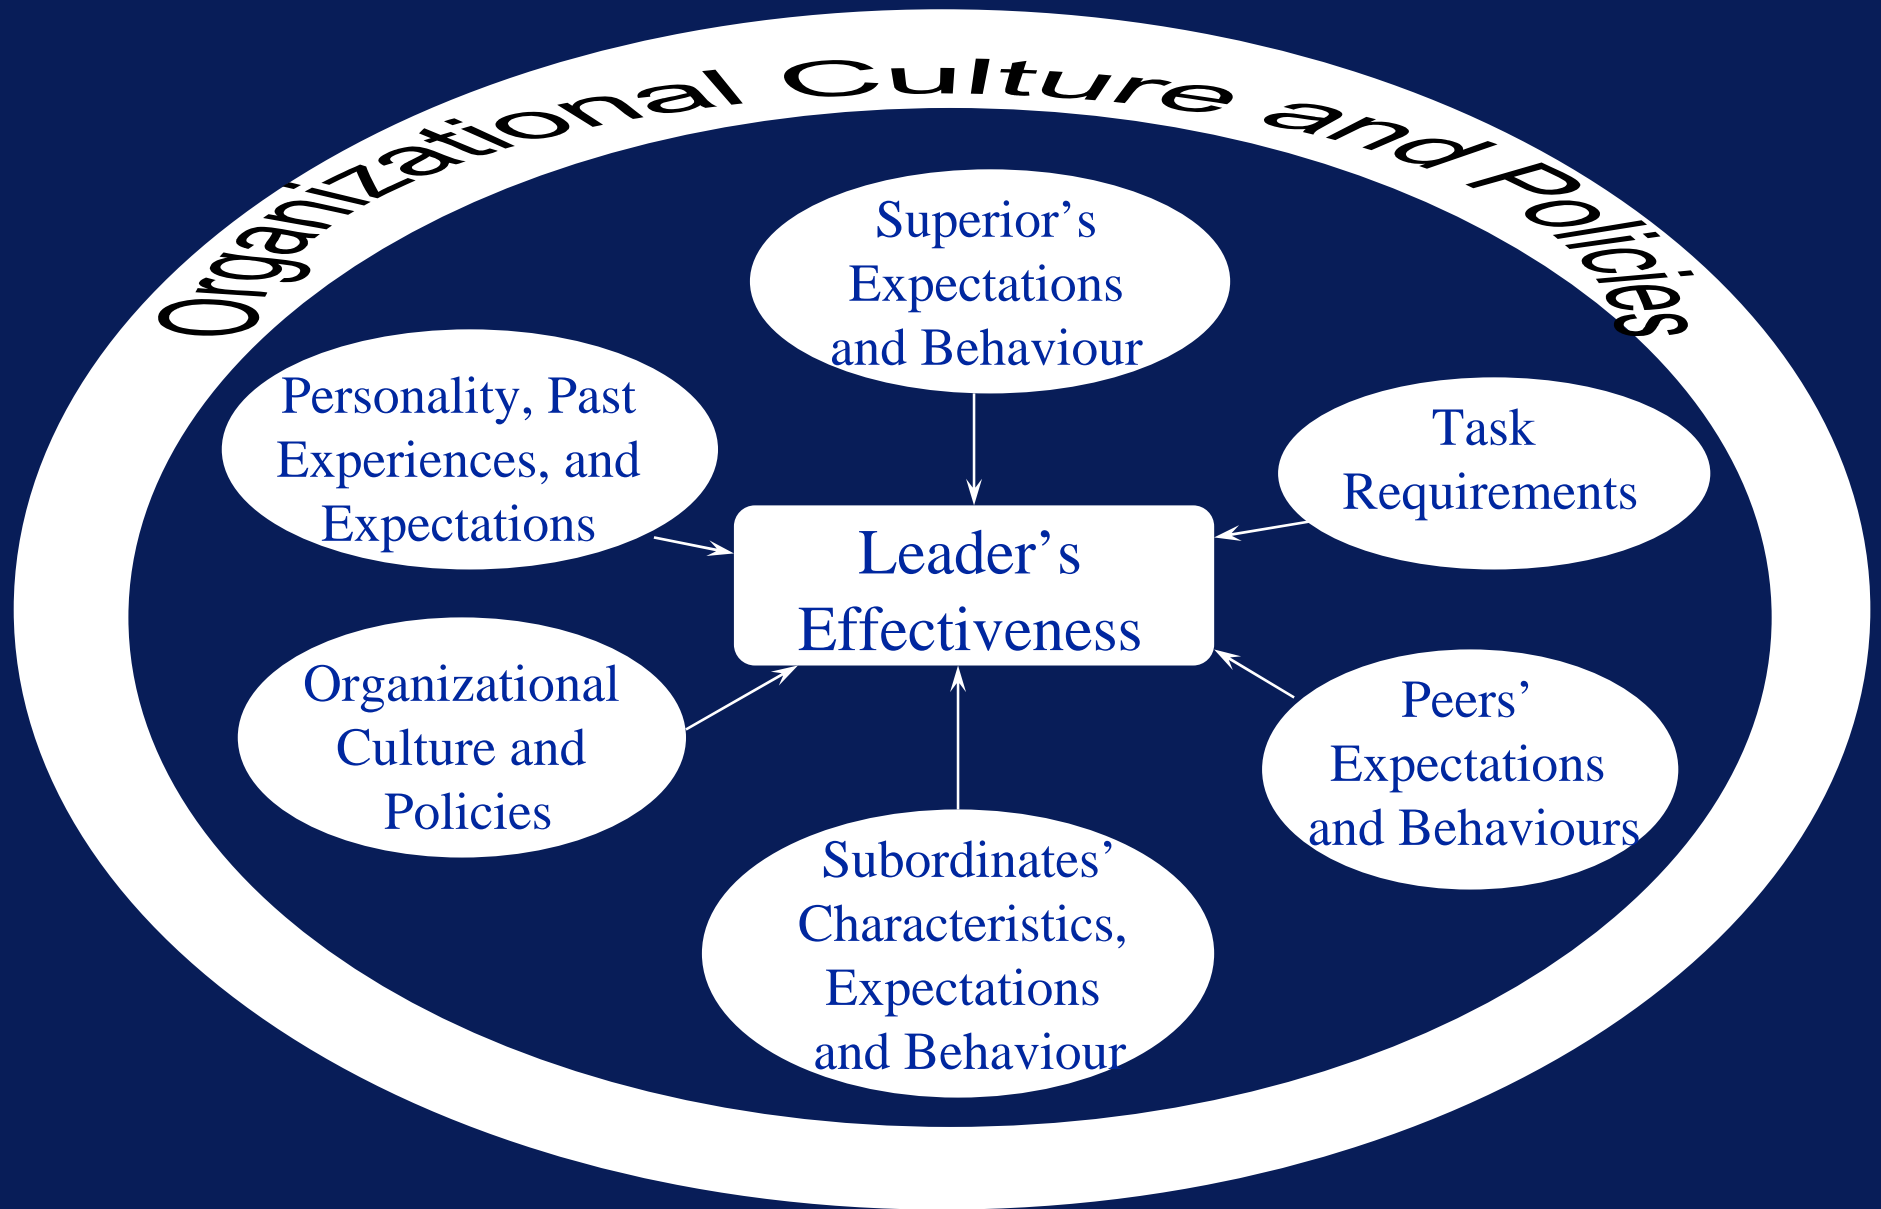 Organizational Culture and Policies
Superior’s
Expectations
and Behaviour
Personality, Past
Experiences, and
Expectations
Task
Requirements
Leader’s
Effectiveness
Organizational
Culture and
Policies
Peers’
Expectations
and Behaviours
Subordinates’
Characteristics,
Expectations
and Behaviour